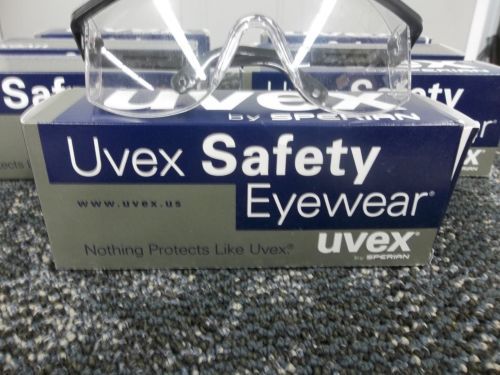 uvex
by SPERIAN
Uvex Safety
Eyewear®
www.uvex.us
Nothing Protects Like Uvex.®
uvex®
by SPERIAN